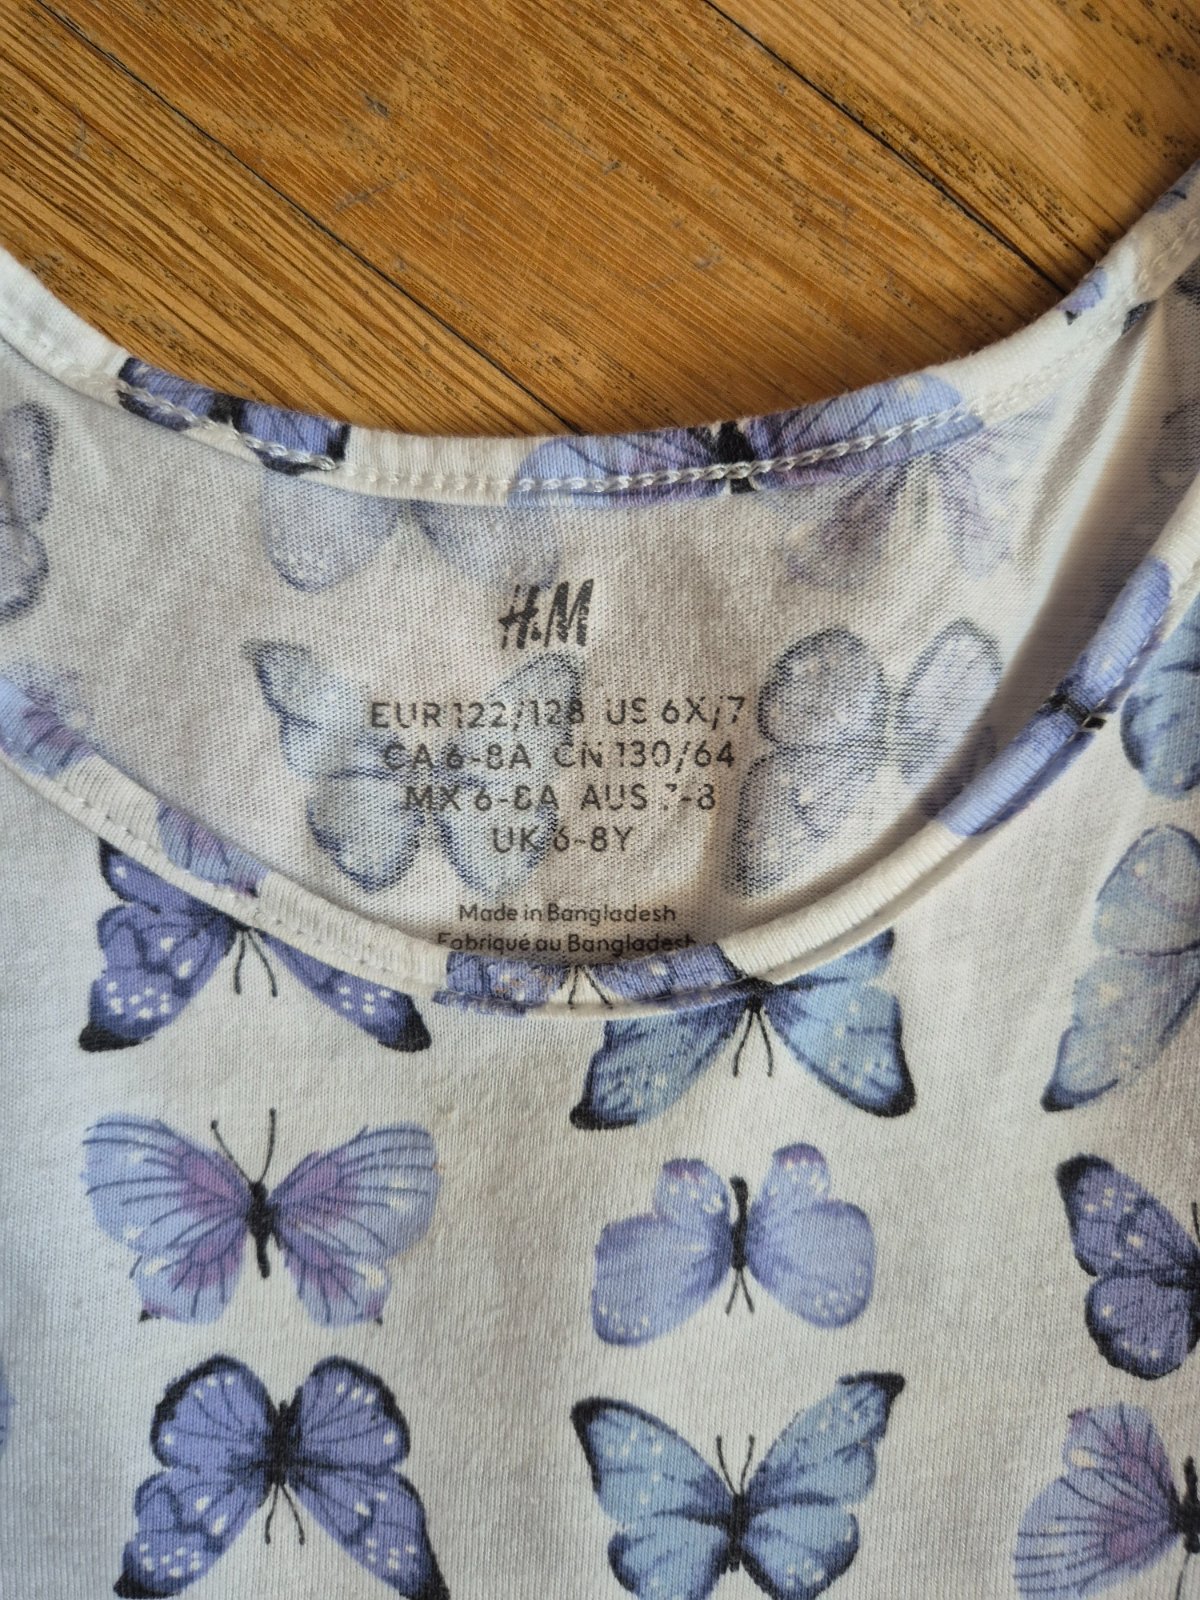 H&M
EUR 122/128 US 6X/7
CA 6-8A CN 130/64
MX 6-8A AUS 7-8
UK 6-8Y
Made in Bangladesh
Fabriqué au Bangladesh